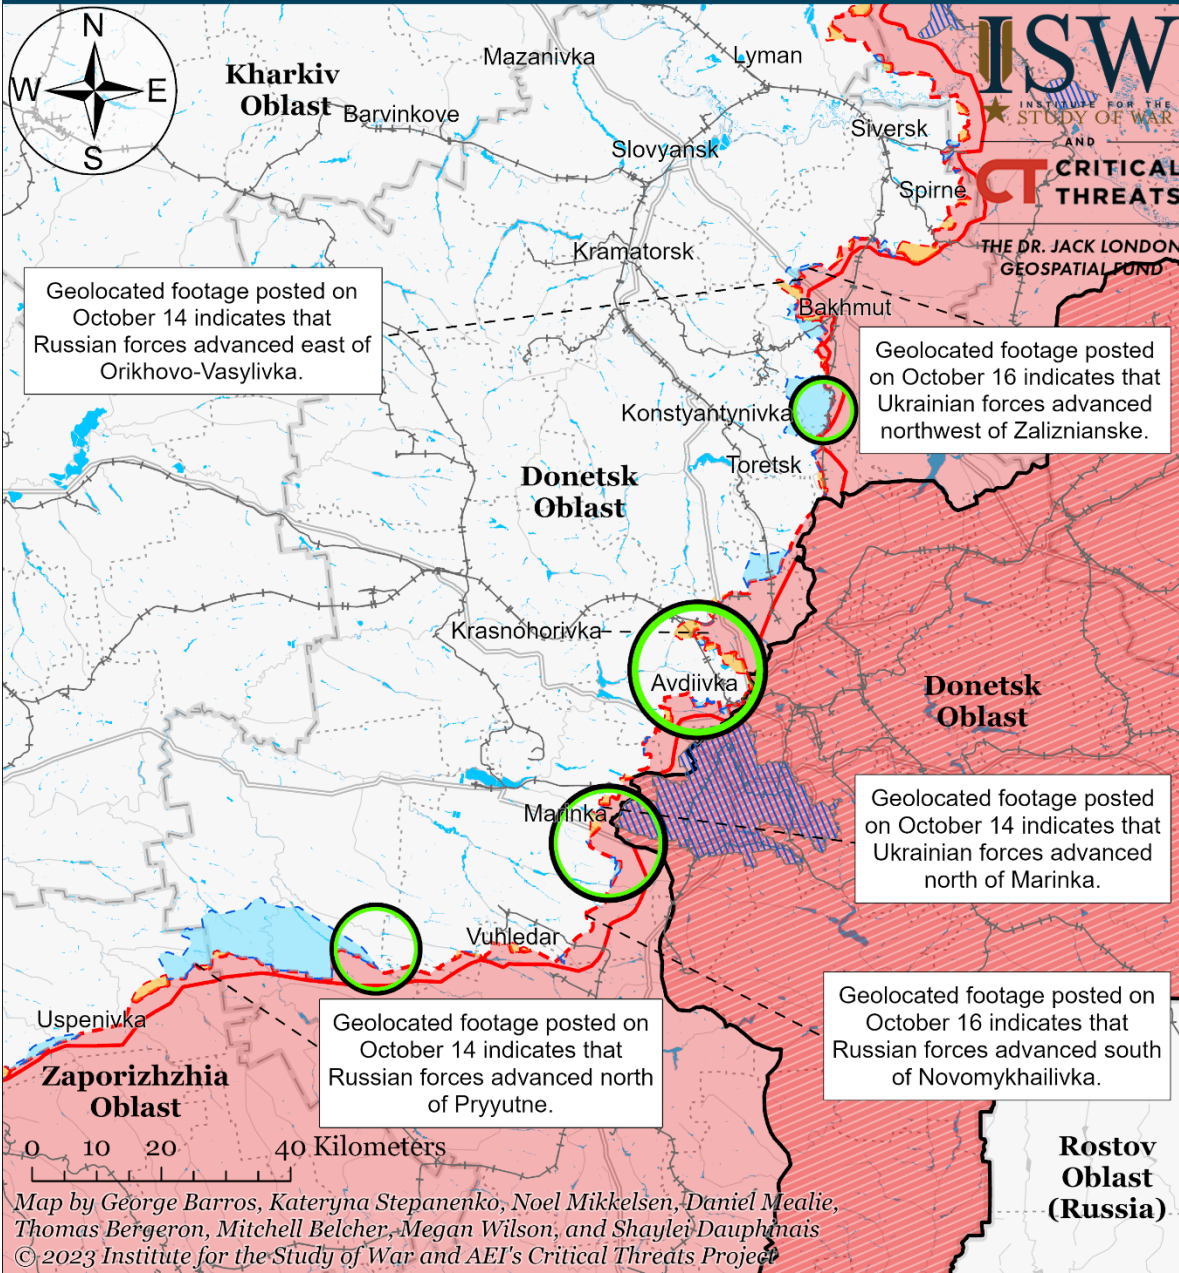 N
W
E
S
Kharkiv
Oblast
Mazanivka
Lyman
Barvinkove
Slovyansk
Siversk
Spirne
Kramatorsk
ISW
INSTITUTE FOR THE
STUDY OF WAR
AND
CT CRITICAL
THREATS
THE DR. JACK LONDON
GEOSPATIAL FUND
Geolocated footage posted on
October 14 indicates that
Russian forces advanced east of
Orikhovo-Vasylivka.
Bakhmut
Geolocated footage posted
on October 16 indicates that
Ukrainian forces advanced
northwest of Zaliznianske.
Konstyantynivka
Toretsk
Donetsk
Oblast
Krasnohorivka
Avdiivka
Donetsk
Oblast
Marinka
Geolocated footage posted
on October 14 indicates that
Ukrainian forces advanced
north of Marinka.
Vuhledar
Uspenivka
Geolocated footage posted on
October 14 indicates that
Russian forces advanced north
of Pryyutne.
Geolocated footage posted on
October 16 indicates that
Russian forces advanced south
of Novomykhailivka.
Zaporizhzhia
Oblast
0 10 20 40 Kilometers
Rostov
Oblast
(Russia)
Map by George Barros, Kateryna Stepanenko, Noel Mikkelsen, Daniel Mealie,
Thomas Bergeron, Mitchell Belcher, Megan Wilson, and Shaylei Dauphinais
© 2023 Institute for the Study of War and AEI's Critical Threats Project